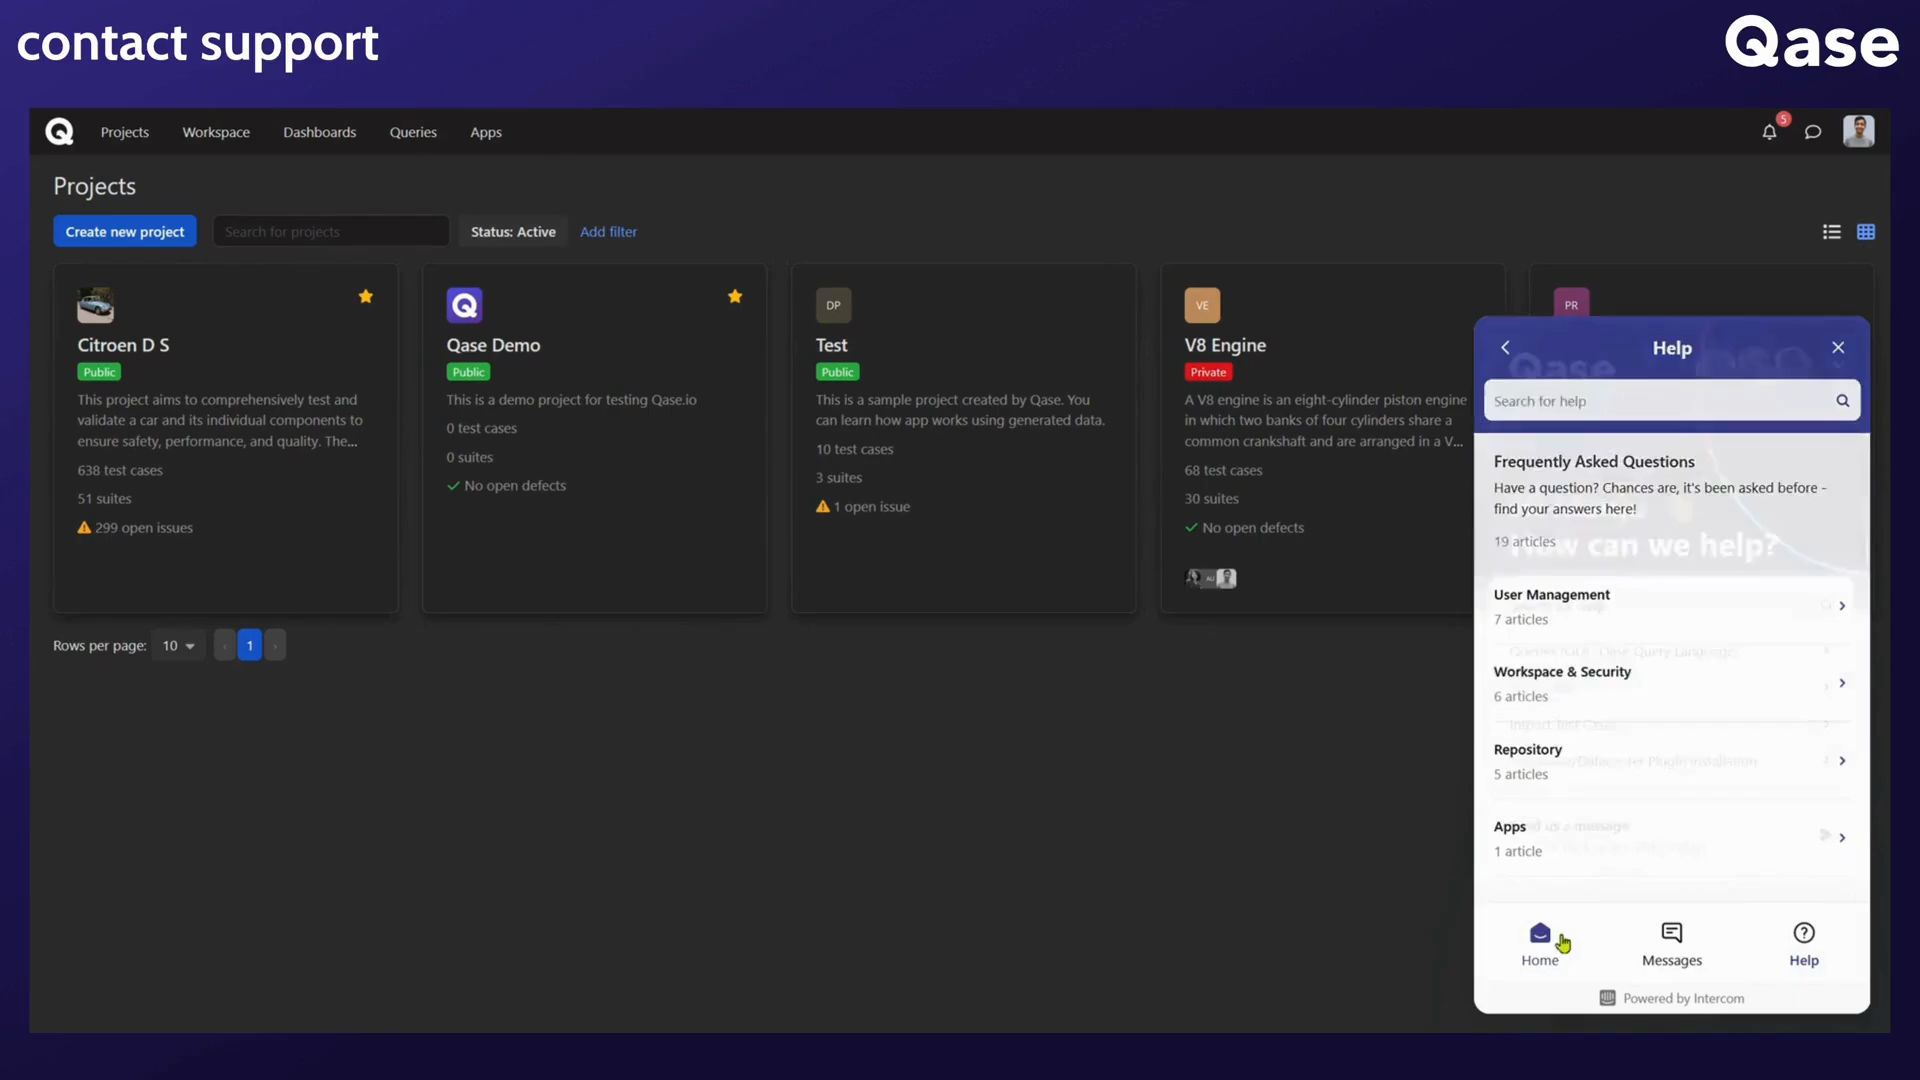 contact support
Qase
Projects
Workspace
Dashboards
Queries
Apps
5
Projects
Create new project
Search for projects
Status: Active
Add filter
Citroen D S
Public
This project aims to comprehensively test and
validate a car and its individual components to
ensure safety, performance, and quality. The...
638 test cases
51 suites
299 open issues
Qase Demo
Public
This is a demo project for testing Qase.io
0 test cases
0 suites
No open defects
DP
Test
Public
This is a sample project created by Qase. You
can learn how app works using generated data.
10 test cases
3 suites
1 open issue
VE
V8 Engine
Private
A V8 engine is an eight-cylinder piston engine
in which two banks of four cylinders share a
common crankshaft and are arranged in a V...
68 test cases
30 suites
No open defects
PR
Rows per page: 10
1
Help
Qase
Search for help
Frequently Asked Questions
Have a question? Chances are, it's been asked before -
find your answers here!
19 articles
How can we help?
User Management
7 articles
Workspace & Security
6 articles
Repository
5 articles
Apps
1 article
Home
Messages
Help
Powered by Intercom